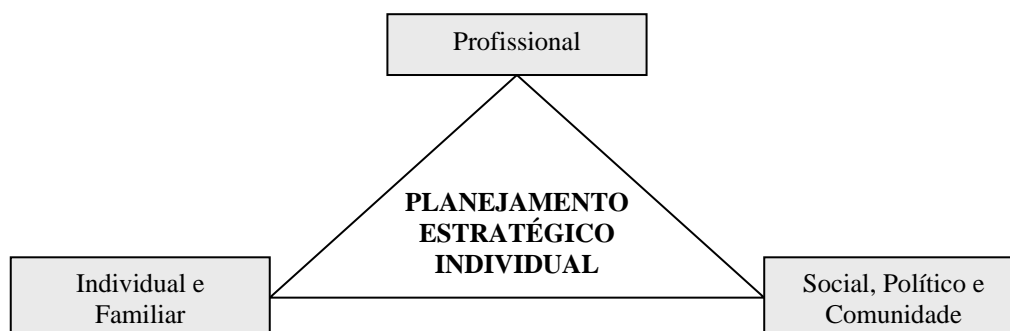 Profissional
PLANEJAMENTO
ESTRATÉGICO
INDIVIDUAL
Individual e
Familiar
Social, Político e
Comunidade